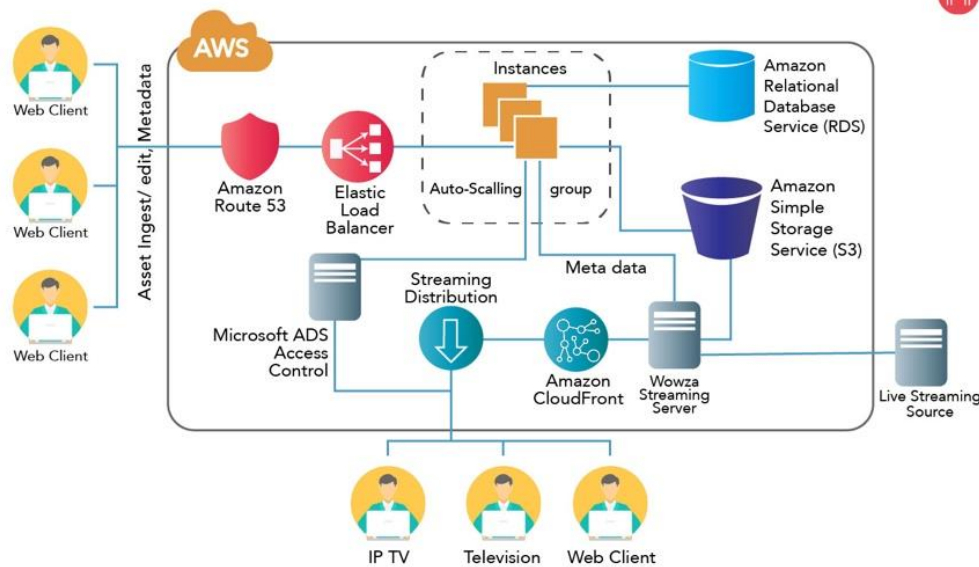 AWS
Web Client
Web Client
Web Client
Asset Ingest/ edit, Metadata
Amazon
Route 53
Elastic
Load
Balancer
Instances
Auto-Scalling group
Amazon
Relational
Database
Service (RDS)
Amazon
Simple
Storage
Service (S3)
Meta data
Microsoft ADS
Access
Control
Streaming
Distribution
Amazon
CloudFront
Wowza
Streaming
Server
Live Streaming
Source
IP TV
Television
Web Client